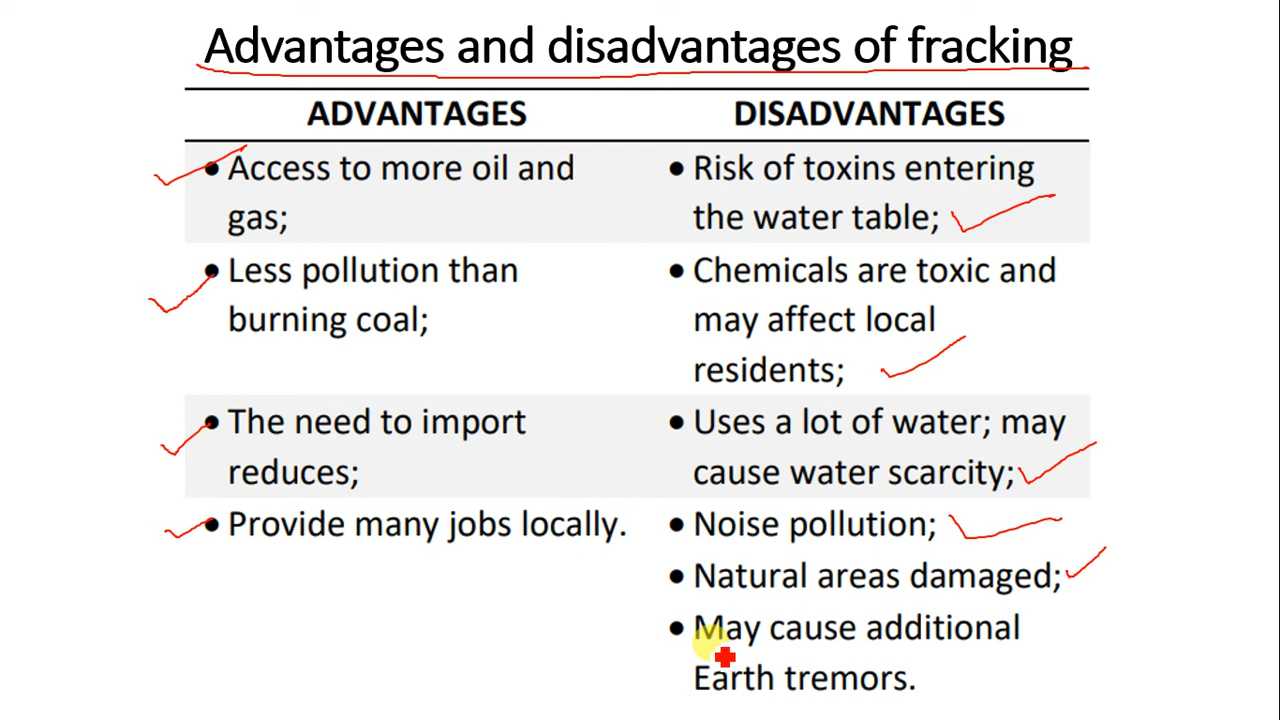 Advantages and disadvantages of fracking
ADVANTAGES
DISADVANTAGES
• Access to more oil and
gas;
• Risk of toxins entering
the water table;
• Less pollution than
burning coal;
• Chemicals are toxic and
may affect local
residents;
• The need to import
reduces;
• Uses a lot of water; may
cause water scarcity;
• Provide many jobs locally.
• Noise pollution;
• Natural areas damaged;
• May cause additional
Earth tremors.